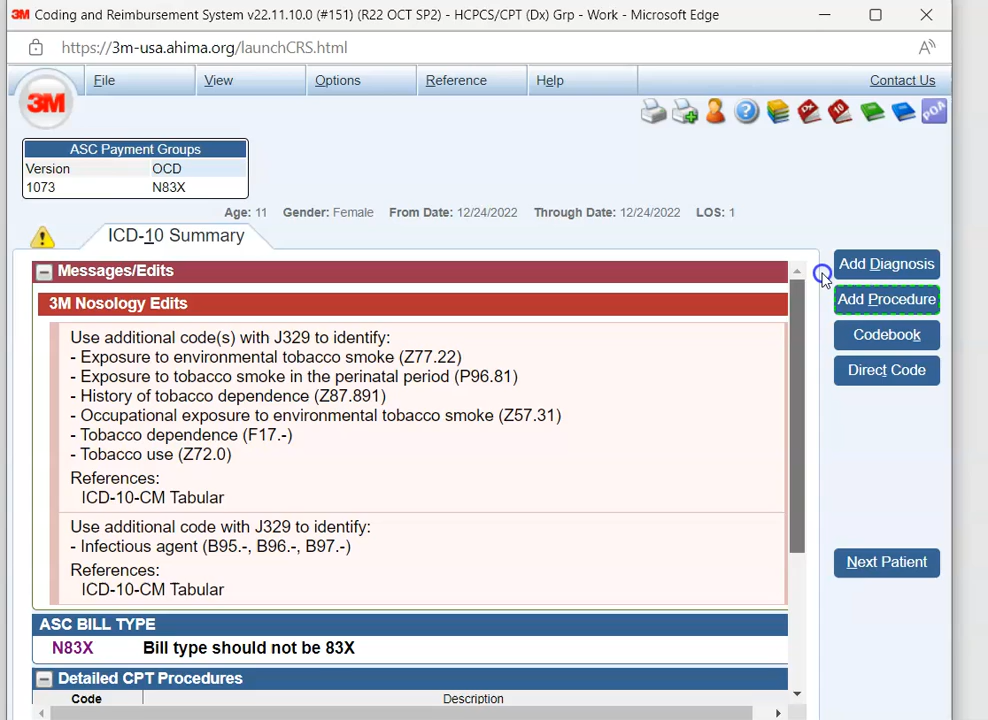 3M Coding and Reimbursement System v22.11.10.0 (#151) (R22 OCT SP2) - HCPCS/CPT (Dx) Grp - Work - Microsoft Edge
https://3m-usa.ahima.org/launchCRS.html
3M File View Options Reference Help Contact Us
POA
ASC Payment Groups
Version OCD
1073 N83X
Age: 11 Gender: Female From Date: 12/24/2022 Through Date: 12/24/2022 LOS: 1
ICD-10 Summary
Messages/Edits
3M Nosology Edits
Use additional code(s) with J329 to identify:
- Exposure to environmental tobacco smoke (Z77.22)
- Exposure to tobacco smoke in the perinatal period (P96.81)
- History of tobacco dependence (Z87.891)
- Occupational exposure to environmental tobacco smoke (Z57.31)
- Tobacco dependence (F17.-)
- Tobacco use (Z72.0)
References:
ICD-10-CM Tabular
Use additional code with J329 to identify:
- Infectious agent (B95.-, B96.-, B97.-)
References:
ICD-10-CM Tabular
ASC BILL TYPE
N83X Bill type should not be 83X
Detailed CPT Procedures
Code Description
Add Diagnosis
Add Procedure
Codebook
Direct Code
Next Patient